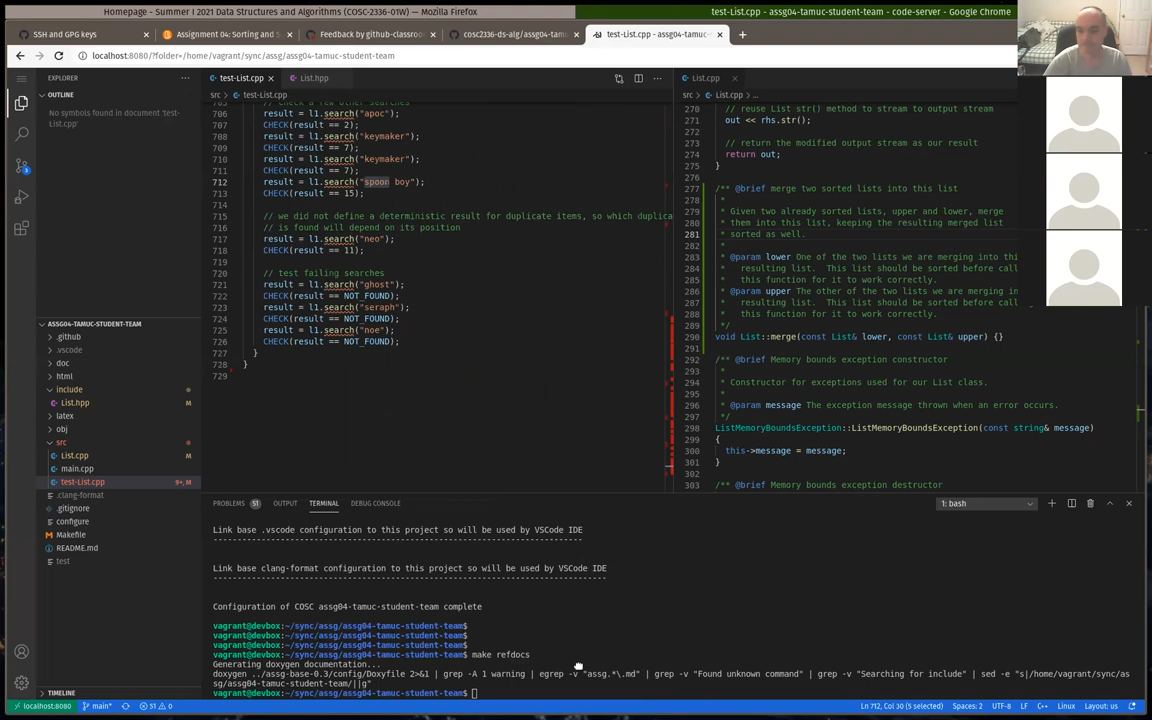 Homepage - Summer I 2021 Data Structures and Algorithms (COSC-2336-01W) — Mozilla Firefox
test-List.cpp - assg04-tamuc-student-team - code-server - Google Chrome
SSH and GPG keys
Assignment 04: Sorting and S
Feedback by github-classroom
cosc2336-ds-alg/assg04-tamu
test-List.cpp - assg04-tamuc-
localhost:8080/?folder=/home/vagrant/sync/assg/assg04-tamuc-student-team
EXPLORER
OUTLINE
No symbols found in document 'test-
List.cpp'
ASSG04-TAMUC-STUDENT-TEAM
.github
.vscode
doc
html
include
List.hpp M
latex
obj
src
List.cpp M
main.cpp
test-List.cpp 9+, M
.clang-format
.gitignore
configure
Makefile
README.md
test
TIMELINE
test-List.cpp
List.hpp
src > test-List.cpp
705 // check a few other searches
706 result = l1.search("apoc");
707 CHECK(result == 2);
708 result = l1.search("keymaker");
709 CHECK(result == 7);
710 result = l1.search("keymaker");
711 CHECK(result == 7);
712 result = l1.search("spoon boy");
713 CHECK(result == 15);
714
715 // we did not define a deterministic result for duplicate items, so which duplica
716 // is found will depend on its position
717 result = l1.search("neo");
718 CHECK(result == 11);
719
720 // test failing searches
721 result = l1.search("ghost");
722 CHECK(result == NOT_FOUND);
723 result = l1.search("seraph");
724 CHECK(result == NOT_FOUND);
725 result = l1.search("noe");
726 CHECK(result == NOT_FOUND);
727 }
728 }
729
List.cpp
src > List.cpp > ...
270 // reuse List str() method to stream to output stream
271 out << rhs.str();
272
273 // return the modified output stream as our result
274 return out;
275 }
276
277 /** @brief merge two sorted lists into this list
278 *
279 * Given two already sorted lists, upper and lower, merge
280 * them into this list, keeping the resulting merged list
281 * sorted as well.
282 *
283 * @param lower One of the two lists we are merging into thi
284 * resulting list. This list should be sorted before call
285 * this function for it to work correctly.
286 * @param upper The other of the two lists we are merging in
287 * resulting list. This list should be sorted before call
288 * this function for it to work correctly.
289 */
290 void List::merge(const List& lower, const List& upper) {}
291
292 /** @brief Memory bounds exception constructor
293 *
294 * Constructor for exceptions used for our List class.
295 *
296 * @param message The exception message thrown when an error occurs.
297 */
298 ListMemoryBoundsException::ListMemoryBoundsException(const string& message)
299 {
300 this->message = message;
301 }
302
303 /** @brief Memory bounds exception destructor
PROBLEMS 51 OUTPUT TERMINAL DEBUG CONSOLE
1: bash
Link base .vscode configuration to this project so will be used by VSCode IDE
-----------------------------------------------------------------------------
Link base clang-format configuration to this project so will be used by VSCode IDE
----------------------------------------------------------------------------------
Configuration of COSC assg04-tamuc-student-team complete
vagrant@devbox:~/sync/assg/assg04-tamuc-student-team$
vagrant@devbox:~/sync/assg/assg04-tamuc-student-team$
vagrant@devbox:~/sync/assg/assg04-tamuc-student-team$
vagrant@devbox:~/sync/assg/assg04-tamuc-student-team$ make refdocs
Generating doxygen documentation...
doxygen ../assg-base-0.3/config/Doxyfile 2>&1 | grep -A 1 warning | egrep -v "assg.*\.md" | grep -v "Found unknown command" | grep -v "Searching for include" | sed -e "s|/home/vagrant/sync/as
sg/assg04-tamuc-student-team/||g"
vagrant@devbox:~/sync/assg/assg04-tamuc-student-team$
localhost:8080 main* 51 0
Ln 712, Col 30 (5 selected) Spaces: 2 UTF-8 LF C++ Linux Layout: us